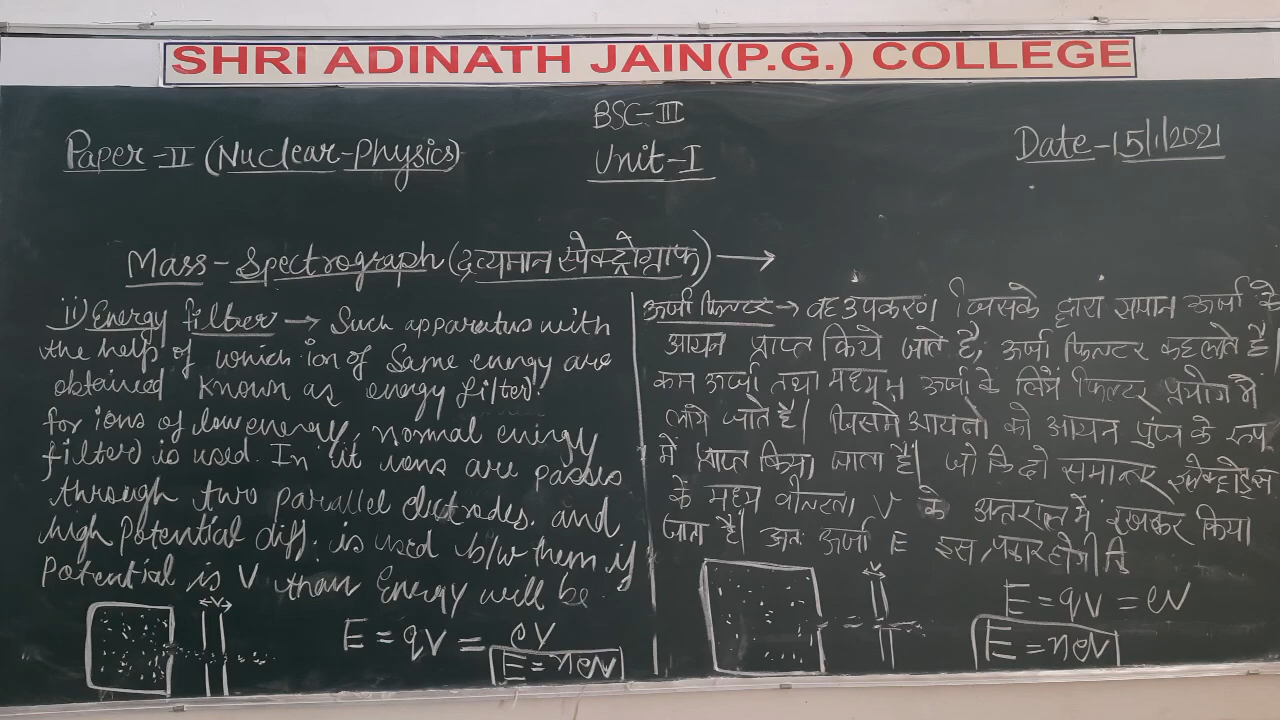 SHRI ADINATH JAIN(P.G.) COLLEGE
BSC-III
Paper-II (Nuclear-Physics)
Unit-I
Date-15/1/2021
Mass-Spectrograph (द्रव्यमान स्पेक्ट्रोग्राफ) →
ii) Energy filter → Such apparatus with
the help of which ion of Same energy are
obtained known as energy filter.
for ions of low energy, normal energy
filter is used. In it ions are passes
through two parallel electrodes. and
high Potential diff. is used b/w them if
Potential is V than Energy will be.
V
E = qV = eV
E = neV
ऊर्जा फिल्टर → वह उपकरण जिसके द्वारा समान ऊर्जा के
आयन प्राप्त किये जाते है, ऊर्जा फिल्टर कहलाते है
कम ऊर्जा तथा मध्यम ऊर्जा के लिये फिल्टर प्रयोग मे
लाये जाते है। जिसमे आयनो को आयन पुंज के रूप
में प्राप्त किया जाता है। जो कि दो समान्तर इलेक्ट्रोड्स
के मध्य V के अन्तराल में रखकर किया
जाता है। अतः ऊर्जा E इस प्रकार होगी कि
V
E = qV = eV
E = neV